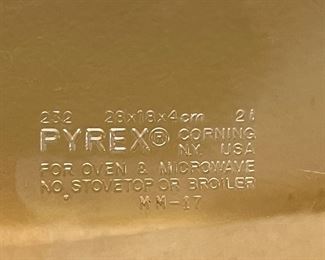 232 28x18x4cm 2ℓ
PYREX® CORNING
N.Y. USA
FOR OVEN & MICROWAVE
NO STOVETOP OR BROILER
MM-17